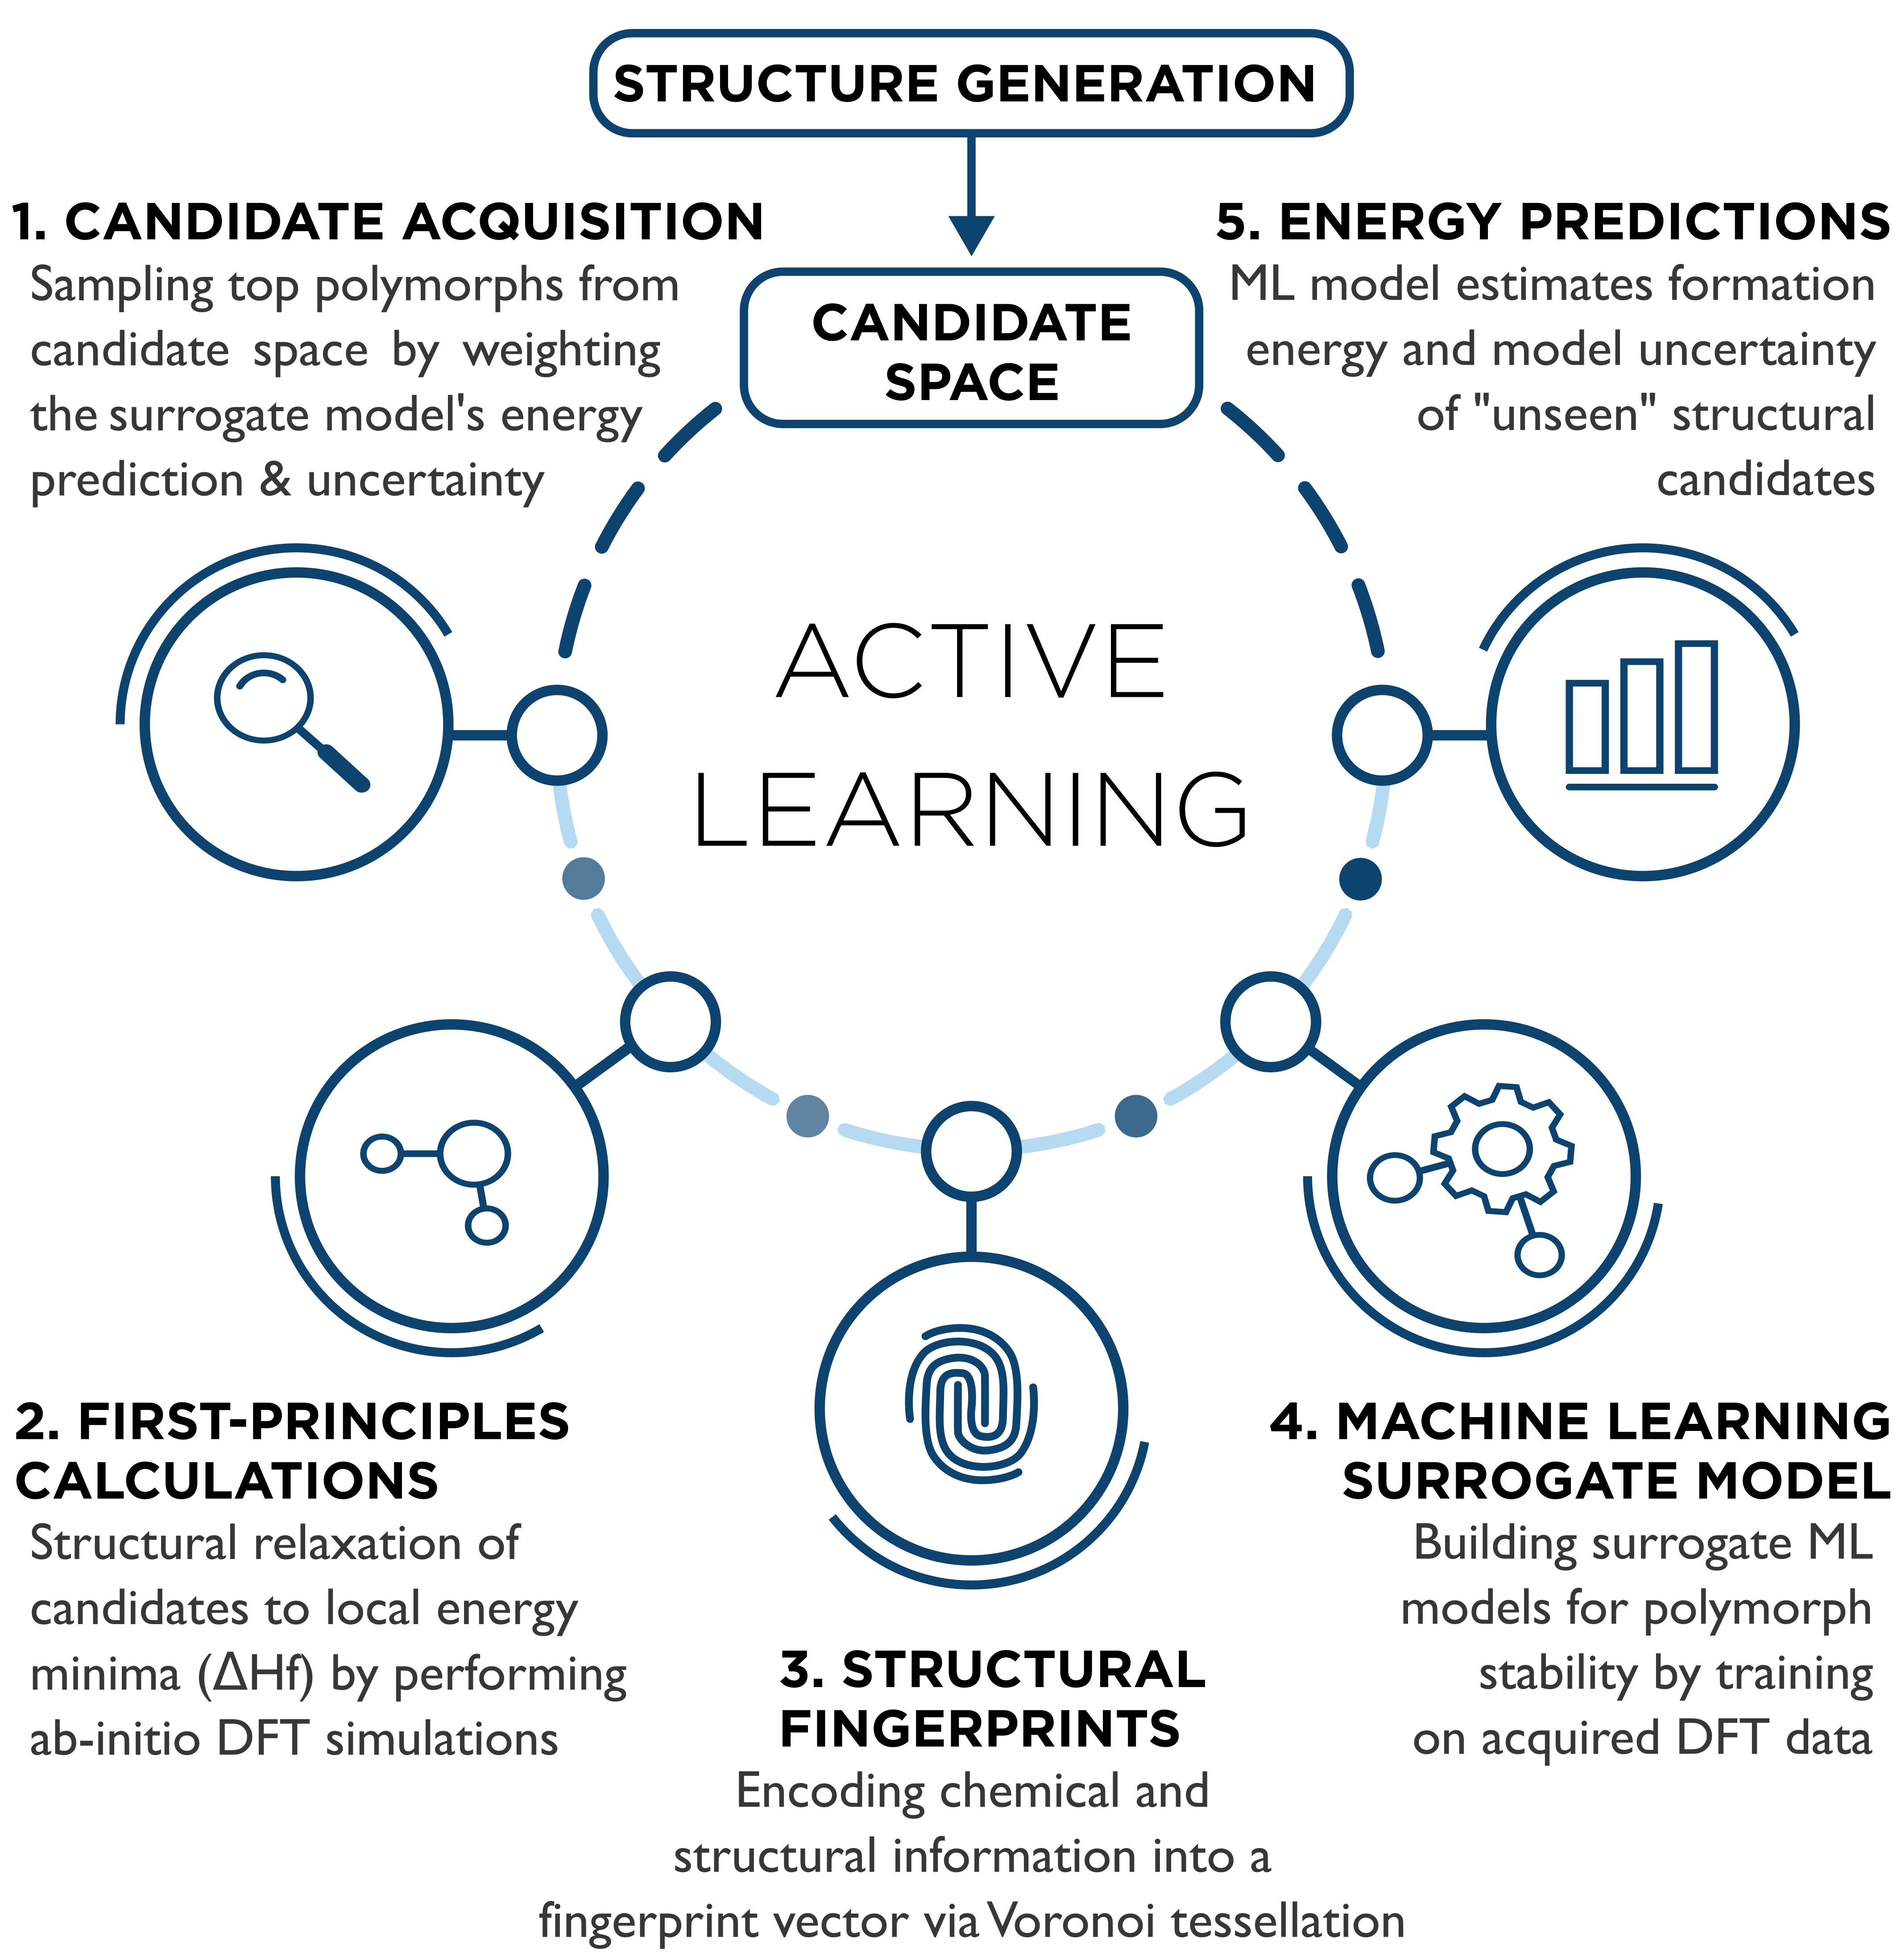 STRUCTURE GENERATION
CANDIDATE
SPACE
1. CANDIDATE ACQUISITION
Sampling top polymorphs from
candidate space by weighting
the surrogate model's energy
prediction & uncertainty
5. ENERGY PREDICTIONS
ML model estimates formation
energy and model uncertainty
of "unseen" structural
candidates
ACTIVE
LEARNING
2. FIRST-PRINCIPLES
CALCULATIONS
Structural relaxation of
candidates to local energy
minima (ΔHf) by performing
ab-initio DFT simulations
3. STRUCTURAL
FINGERPRINTS
Encoding chemical and
structural information into a
fingerprint vector via Voronoi tessellation
4. MACHINE LEARNING
SURROGATE MODEL
Building surrogate ML
models for polymorph
stability by training
on acquired DFT data